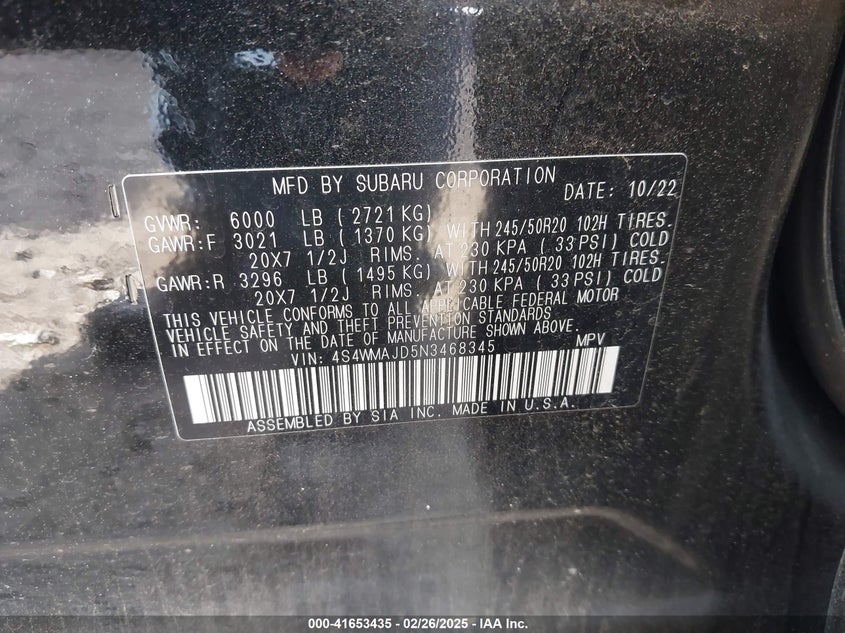 MFD BY SUBARU CORPORATION DATE: 10/22
GVWR: 6000 LB ( 2721 KG)
GAWR:F 3021 LB ( 1370 KG) WITH 245/50R20 102H TIRES.
20X7 1/2J RIMS. AT 230 KPA ( 33 PSI) COLD
GAWR:R 3296 LB ( 1495 KG) WITH 245/50R20 102H TIRES.
20X7 1/2J RIMS. AT 230 KPA ( 33 PSI) COLD
THIS VEHICLE CONFORMS TO ALL APPLICABLE FEDERAL MOTOR
VEHICLE SAFETY AND THEFT PREVENTION STANDARDS
IN EFFECT ON THE DATE OF MANUFACTURE SHOWN ABOVE.
VIN: 4S4WMAJD5N3468345 MPV
ASSEMBLED BY SIA INC. MADE IN U.S.A.
000-41653435 - 02/26/2025 - IAA Inc.